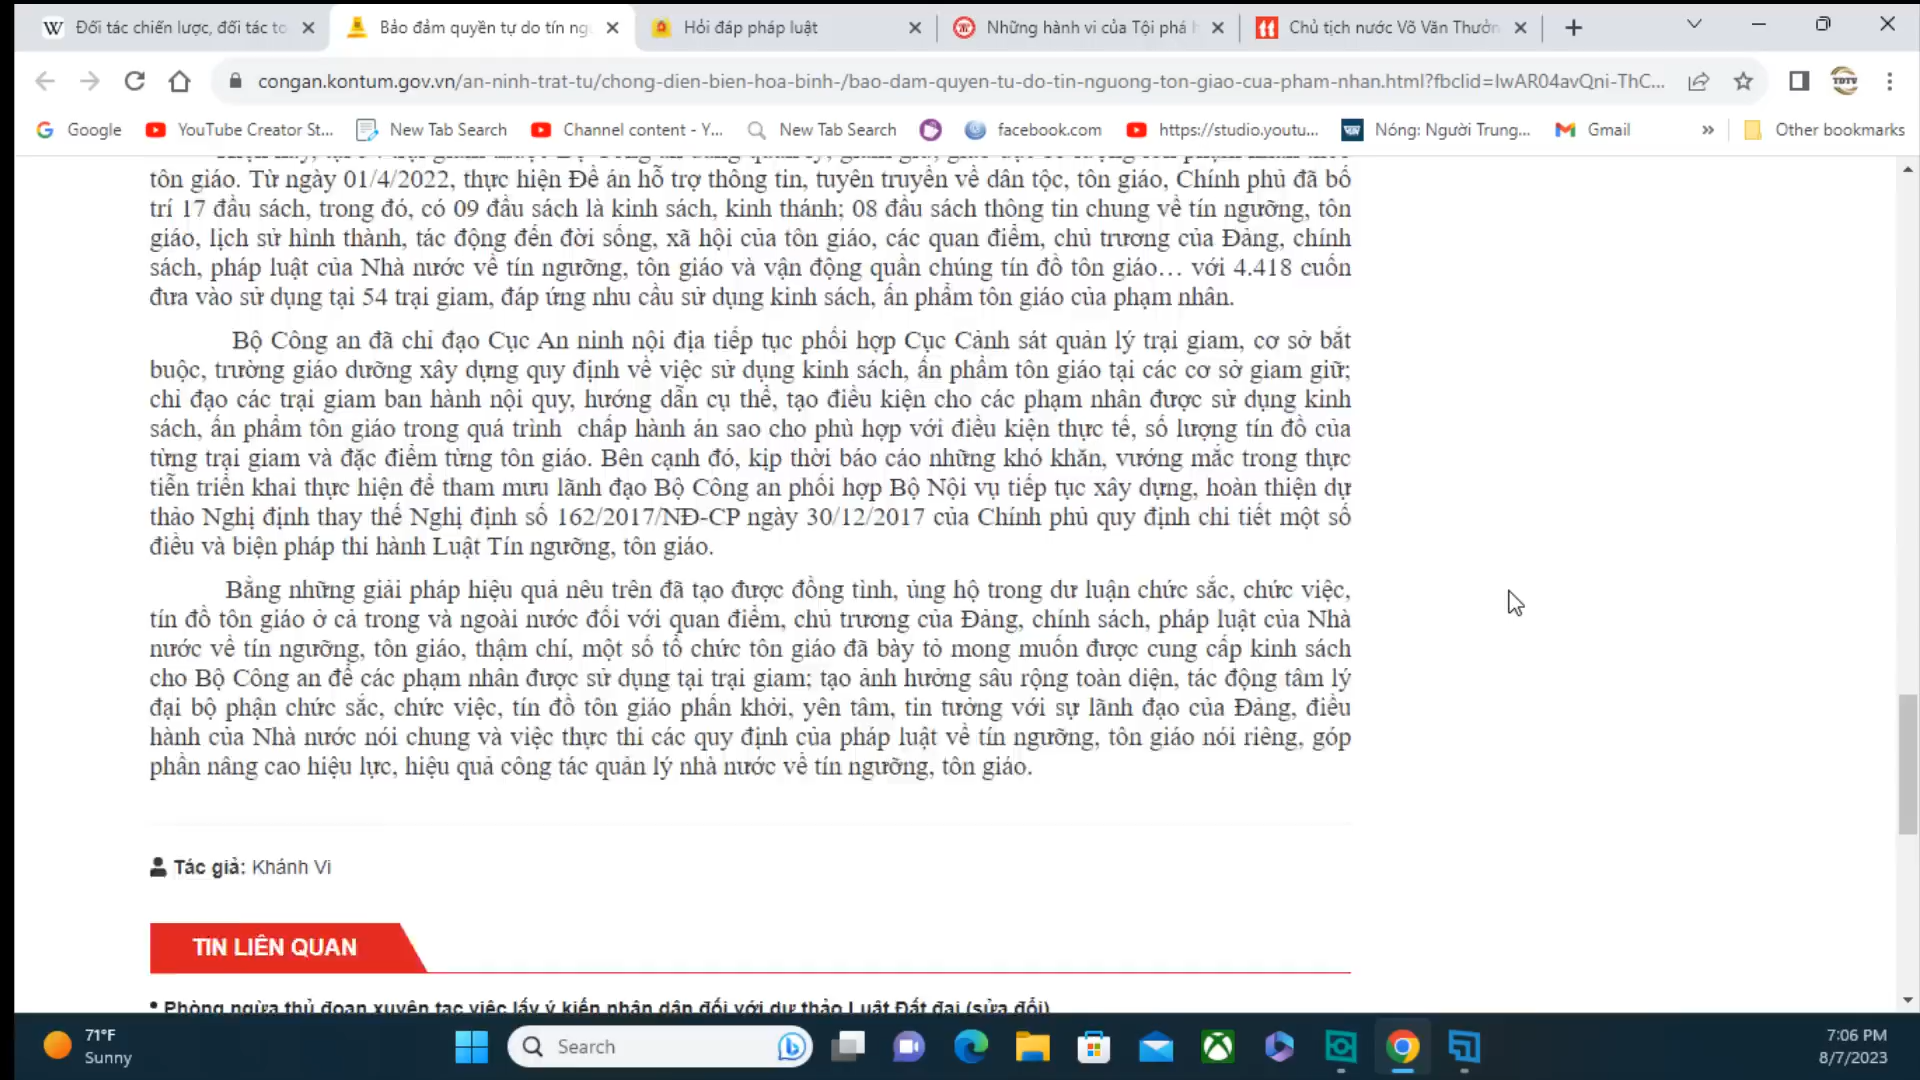 Đối tác chiến lược, đối tác to
Bảo đảm quyền tự do tín ng
Hỏi đáp pháp luật
Những hành vi của Tội phá h
Chủ tịch nước Võ Văn Thưởn
congan.kontum.gov.vn/an-ninh-trat-tu/chong-dien-bien-hoa-binh-/bao-dam-quyen-tu-do-tin-nguong-ton-giao-cua-pham-nhan.html?fbclid=IwAR04avQni-ThC...
Google
YouTube Creator St...
New Tab Search
Channel content - Y...
New Tab Search
facebook.com
https://studio.youtu...
Nóng: Người Trung...
Gmail
»
Other bookmarks
tôn giáo. Từ ngày 01/4/2022, thực hiện Đề án hỗ trợ thông tin, tuyên truyền về dân tộc, tôn giáo, Chính phủ đã bố
trí 17 đầu sách, trong đó, có 09 đầu sách là kinh sách, kinh thánh; 08 đầu sách thông tin chung về tín ngưỡng, tôn
giáo, lịch sử hình thành, tác động đến đời sống, xã hội của tôn giáo, các quan điểm, chủ trương của Đảng, chính
sách, pháp luật của Nhà nước về tín ngưỡng, tôn giáo và vận động quần chúng tín đồ tôn giáo… với 4.418 cuốn
đưa vào sử dụng tại 54 trại giam, đáp ứng nhu cầu sử dụng kinh sách, ấn phẩm tôn giáo của phạm nhân.
Bộ Công an đã chỉ đạo Cục An ninh nội địa tiếp tục phối hợp Cục Cảnh sát quản lý trại giam, cơ sở bắt
buộc, trường giáo dưỡng xây dựng quy định về việc sử dụng kinh sách, ấn phẩm tôn giáo tại các cơ sở giam giữ;
chỉ đạo các trại giam ban hành nội quy, hướng dẫn cụ thể, tạo điều kiện cho các phạm nhân được sử dụng kinh
sách, ấn phẩm tôn giáo trong quá trình  chấp hành án sao cho phù hợp với điều kiện thực tế, số lượng tín đồ của
từng trại giam và đặc điểm từng tôn giáo. Bên cạnh đó, kịp thời báo cáo những khó khăn, vướng mắc trong thực
tiễn triển khai thực hiện để tham mưu lãnh đạo Bộ Công an phối hợp Bộ Nội vụ tiếp tục xây dựng, hoàn thiện dự
thảo Nghị định thay thế Nghị định số 162/2017/NĐ-CP ngày 30/12/2017 của Chính phủ quy định chi tiết một số
điều và biện pháp thi hành Luật Tín ngưỡng, tôn giáo.
Bằng những giải pháp hiệu quả nêu trên đã tạo được đồng tình, ủng hộ trong dư luận chức sắc, chức việc,
tín đồ tôn giáo ở cả trong và ngoài nước đối với quan điểm, chủ trương của Đảng, chính sách, pháp luật của Nhà
nước về tín ngưỡng, tôn giáo, thậm chí, một số tổ chức tôn giáo đã bày tỏ mong muốn được cung cấp kinh sách
cho Bộ Công an để các phạm nhân được sử dụng tại trại giam; tạo ảnh hưởng sâu rộng toàn diện, tác động tâm lý
đại bộ phận chức sắc, chức việc, tín đồ tôn giáo phấn khởi, yên tâm, tin tưởng với sự lãnh đạo của Đảng, điều
hành của Nhà nước nói chung và việc thực thi các quy định của pháp luật về tín ngưỡng, tôn giáo nói riêng, góp
phần nâng cao hiệu lực, hiệu quả công tác quản lý nhà nước về tín ngưỡng, tôn giáo.
Tác giả: Khánh Vi
TIN LIÊN QUAN
• Phòng ngừa thủ đoạn xuyên tạc việc lấy ý kiến nhân dân đối với dự thảo Luật Đất đai (sửa đổi)
71°F
Sunny
Search
7:06 PM
8/7/2023